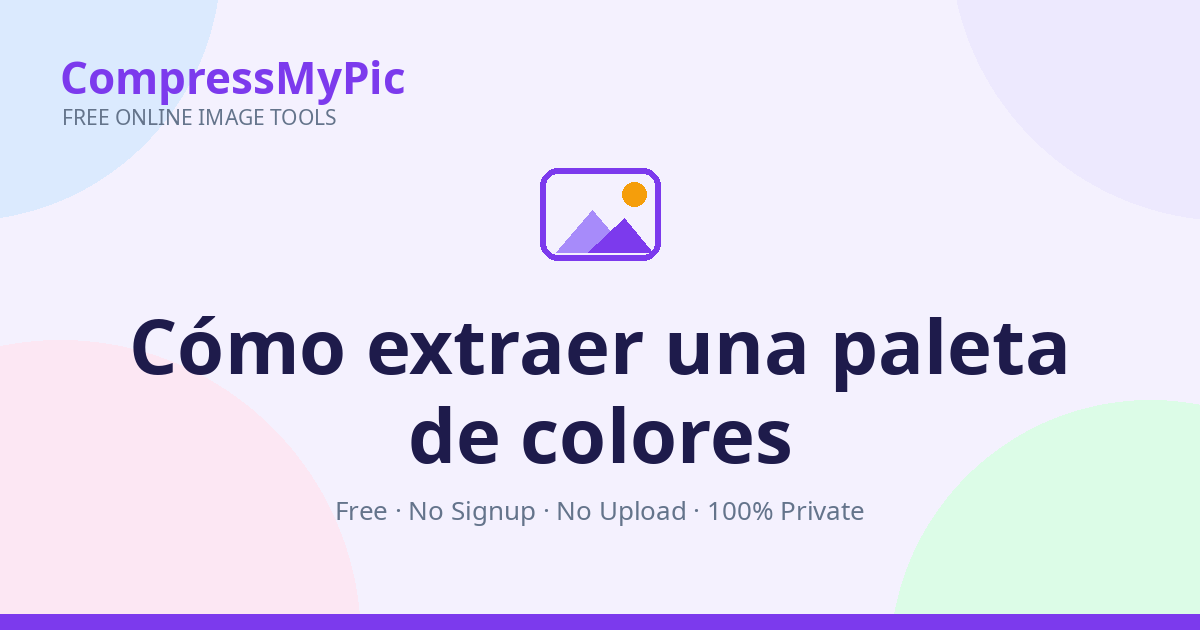 CompressMyPic
FREE ONLINE IMAGE TOOLS
Cómo extraer una paleta
de colores
Free · No Signup · No Upload · 100% Private